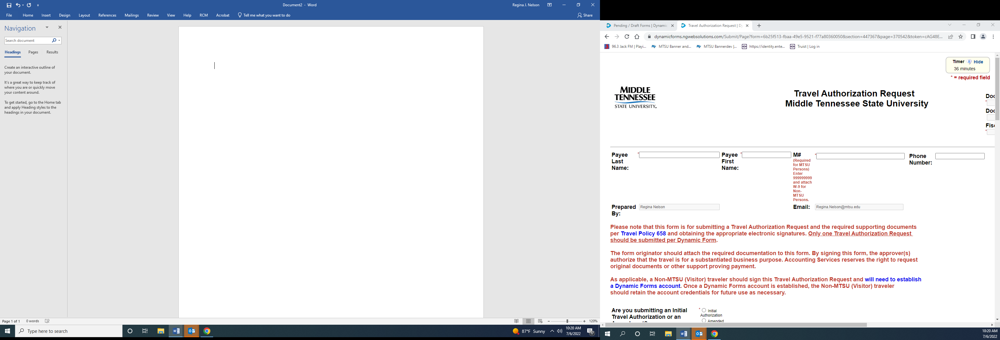 Document2 - Word
Regina J. Nelson
File Home Insert Design Layout References Mailings Review View Help RCM Acrobat Tell me what you want to do Share
Navigation
Search document
Headings Pages Results
Create an interactive outline of
your document.
It's a great way to keep track of
where you are or quickly move
your content around.
To get started, go to the Home tab
and apply Heading styles to the
headings in your document.
Page 1 of 1 0 words
120%
Type here to search
87°F Sunny
10:20 AM
7/6/2022
17
Pending / Draft Forms | Dynamic
Travel Authorization Request | Dy
dynamicforms.ngwebsolutions.com/Submit/Page?form=6b25f513-fbaa-49e5-9521-f77a80360050&section=447367&page=370542&token=cAG48E...
96.3 Jack FM | Playi... MTSU Banner and... MTSU Bannerdev |... https://identity.ente... Truist | Log in
Timer Hide
36 minutes
* = required field
MIDDLE
TENNESSEE
STATE UNIVERSITY.
Travel Authorization Request
Middle Tennessee State University
Doc
*
Doc
Fisc
*
Payee
Last
Name:
*
Payee
First
Name:
*
M#
(Required
for MTSU
Persons)
Enter
999999999
and attach
W-9 for
Non-
MTSU
Persons.
*
Phone
Number:
Prepared
By:
Regina Nelson
Email:
Regina.Nelson@mtsu.edu
Please note that this form is for submitting a Travel Authorization Request and the required supporting documents
per Travel Policy 658 and obtaining the appropriate electronic signatures. Only one Travel Authorization Request
should be submitted per Dynamic Form.
The form originator should attach the required documentation to this form. By signing this form, the approver(s)
authorize that the travel is for a substantiated business purpose. Accounting Services reserves the right to request
original documents or other support proving payment.
As applicable, a Non-MTSU (Visitor) traveler should sign this Travel Authorization Request and will need to establish
a Dynamic Forms account. Once a Dynamic Forms account is established, the Non-MTSU (Visitor) traveler
should retain the account credentials for future use as necessary.
Are you submitting an Initial
Travel Authorization or an
* Initial
Authorization
Amended
10:20 AM
7/6/2022